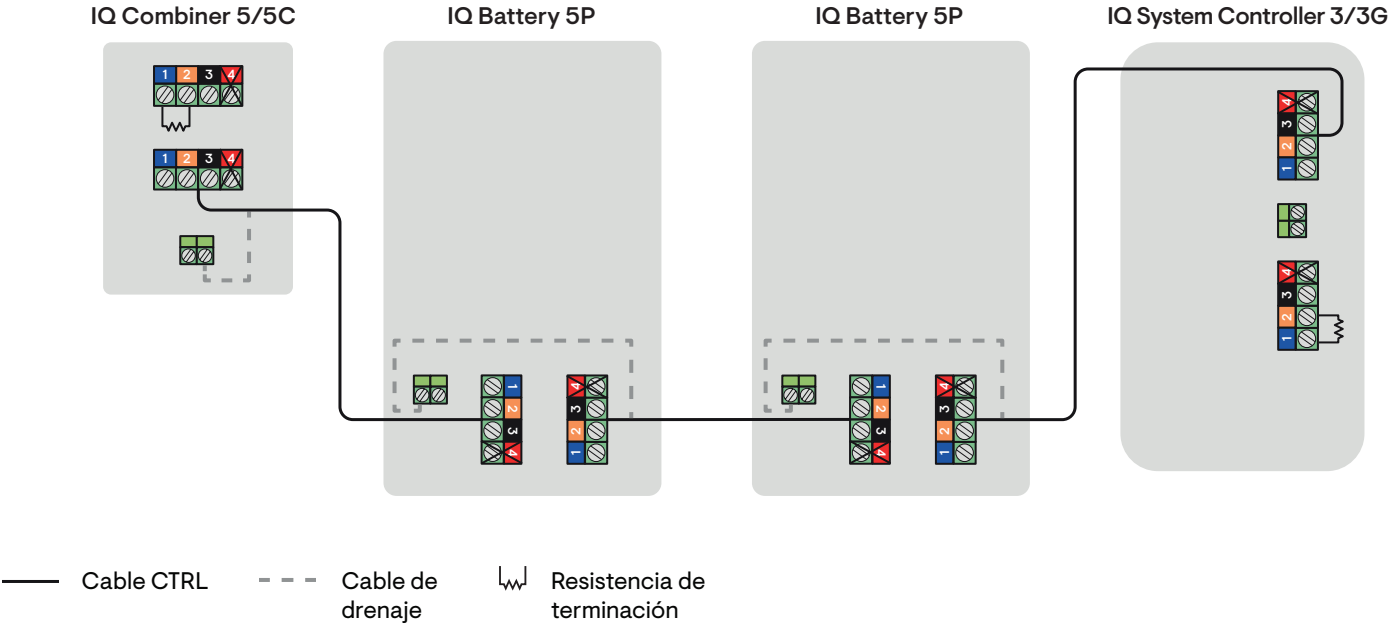 IQ Combiner 5/5C
IQ Battery 5P
IQ Battery 5P
IQ System Controller 3/3G
1 2 3 4
1 2 3 4
4
3
2
1
1
2
3
4
4
3
2
1
1
2
3
4
4
3
2
1
4
3
2
1
Cable CTRL
Cable de
drenaje
Resistencia de
terminación